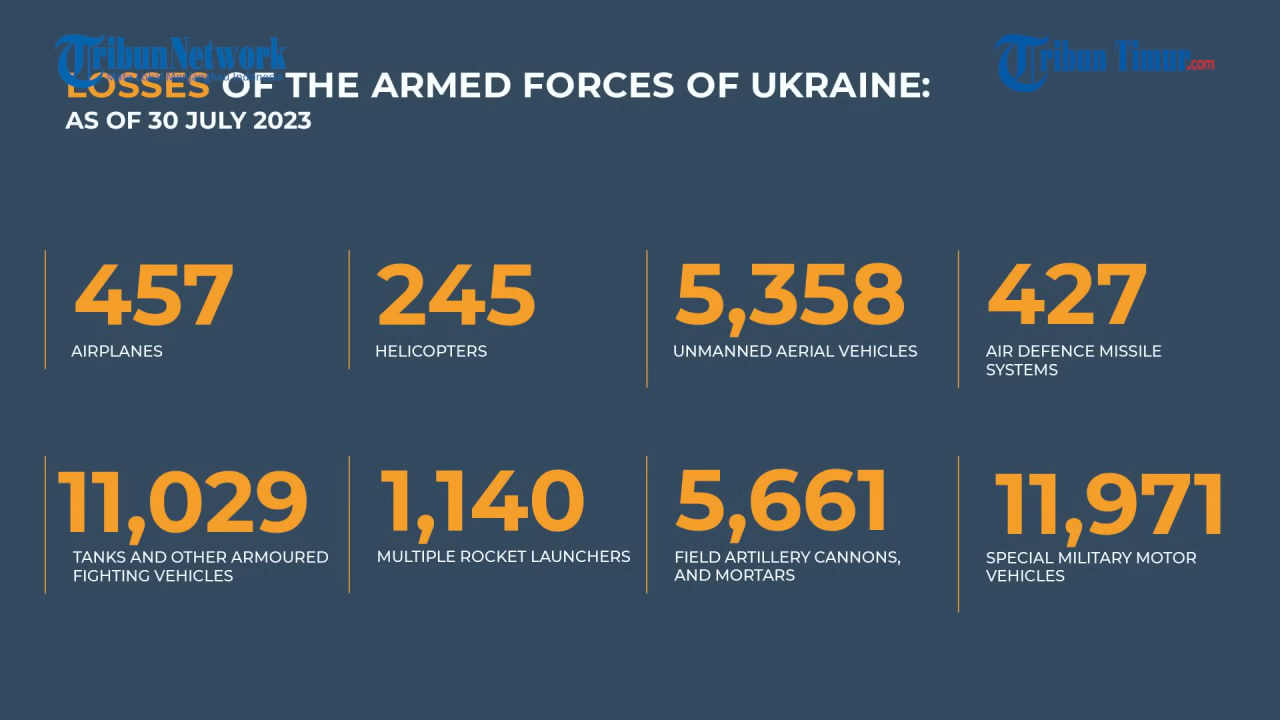 TribunNetwork
Tribun Timur.com
LOSSES OF THE ARMED FORCES OF UKRAINE:
AS OF 30 JULY 2023
457
AIRPLANES
245
HELICOPTERS
5,358
UNMANNED AERIAL VEHICLES
427
AIR DEFENCE MISSILE
SYSTEMS
11,029
TANKS AND OTHER ARMOURED
FIGHTING VEHICLES
1,140
MULTIPLE ROCKET LAUNCHERS
5,661
FIELD ARTILLERY CANNONS,
AND MORTARS
11,971
SPECIAL MILITARY MOTOR
VEHICLES